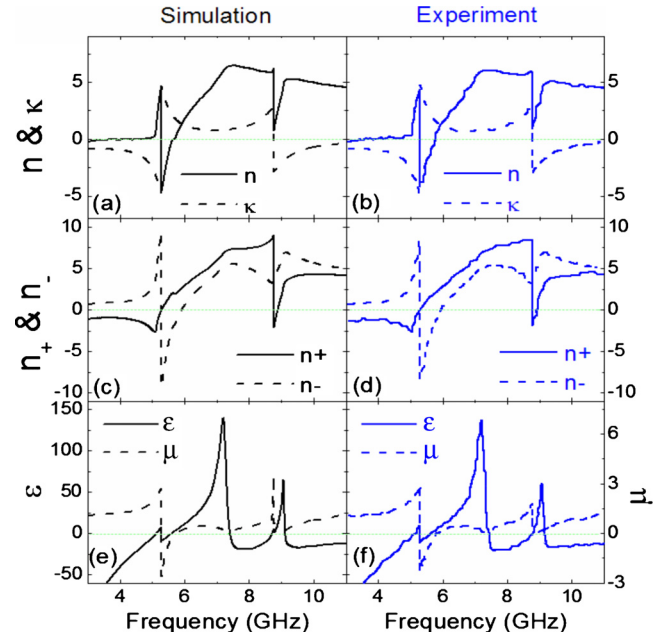 Simulation Experiment
n & κ
5
0
-5
(a)
n
κ
(b)
n
κ
5
0
-5
n+ & n-
10
5
0
-5
-10
(c)
n+
n-
(d)
n+
n-
10
5
0
-5
-10
ε
150
100
50
0
-50
ε
μ
(e)
ε
μ
(f)
6
3
0
-3
μ
4 6 8 10 4 6 8 10
Frequency (GHz) Frequency (GHz)